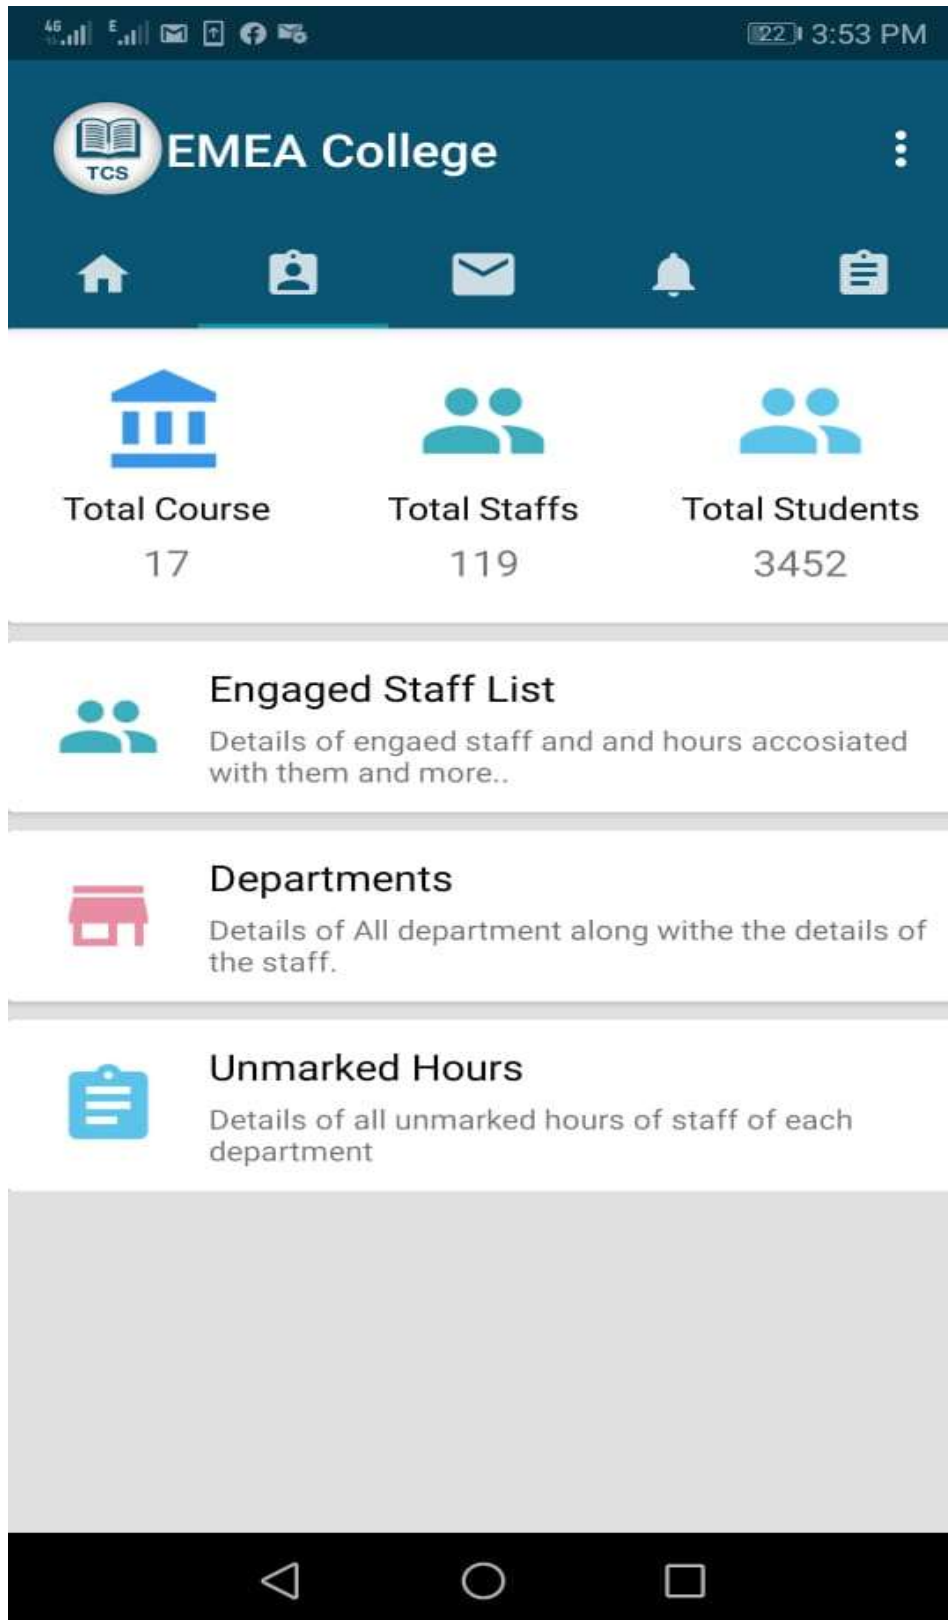 4G E 22 3:53 PM
TCS EMEA College
Total Course Total Staffs Total Students
17 119 3452
Engaged Staff List
Details of engaed staff and and hours accosiated
with them and more..
Departments
Details of All department along withe the details of
the staff.
Unmarked Hours
Details of all unmarked hours of staff of each
department